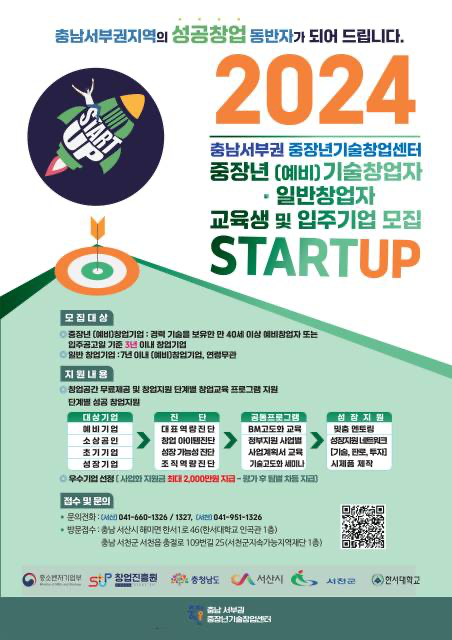 충남서부권지역의 성공창업 동반자가 되어 드립니다.
START
UP
2024
충남서부권 중장년기술창업센터
중장년 (예비) 기술창업자
· 일반창업자
교육생 및 입주기업 모집
STARTUP
모집대상
중장년 (예비)창업기업 : 경력 기술을 보유한 만 40세 이상 예비창업자 또는
입주공고일 기준 3년 이내 창업기업
일반 창업기업 : 7년 이내 (예비)창업기업, 연령무관
지원내용
창업공간 무료제공 및 창업지원 단계별 창업교육 프로그램 지원
단계별 성공 창업지원
대상기업 진 단 공통프로그램 성장지원
예비기업 대표역량진단 BM고도화 교육 맞춤 멘토링
소상공인 창업 아이템진단 정부지원 사업별 성장지원 네트워크
초기기업 성장 가능성 진단 사업계획서 교육 [기술, 판로, 투자]
성장기업 조직역량진단 기술고도화 세미나 시제품 제작
우수기업 선정 ( 사업화 지원금 최대 2,000만원 지급 - 평가 후 팀별 차등 지급)
접수 및 문의
• 문의전화 : (서산) 041-660-1326 / 1327, (서천) 041-951-1326
• 방문접수 : 충남 서산시 해미면 한서1로 46(한서대학교 인곡관 1층)
충남 서천군 서천읍 충절로 109번길 25(서천군지속가능지역재단 1층)
중소벤처기업부 창업진흥원 충청남도 서산시 서천군 한서대학교
충남 서부권
중장년기술창업센터